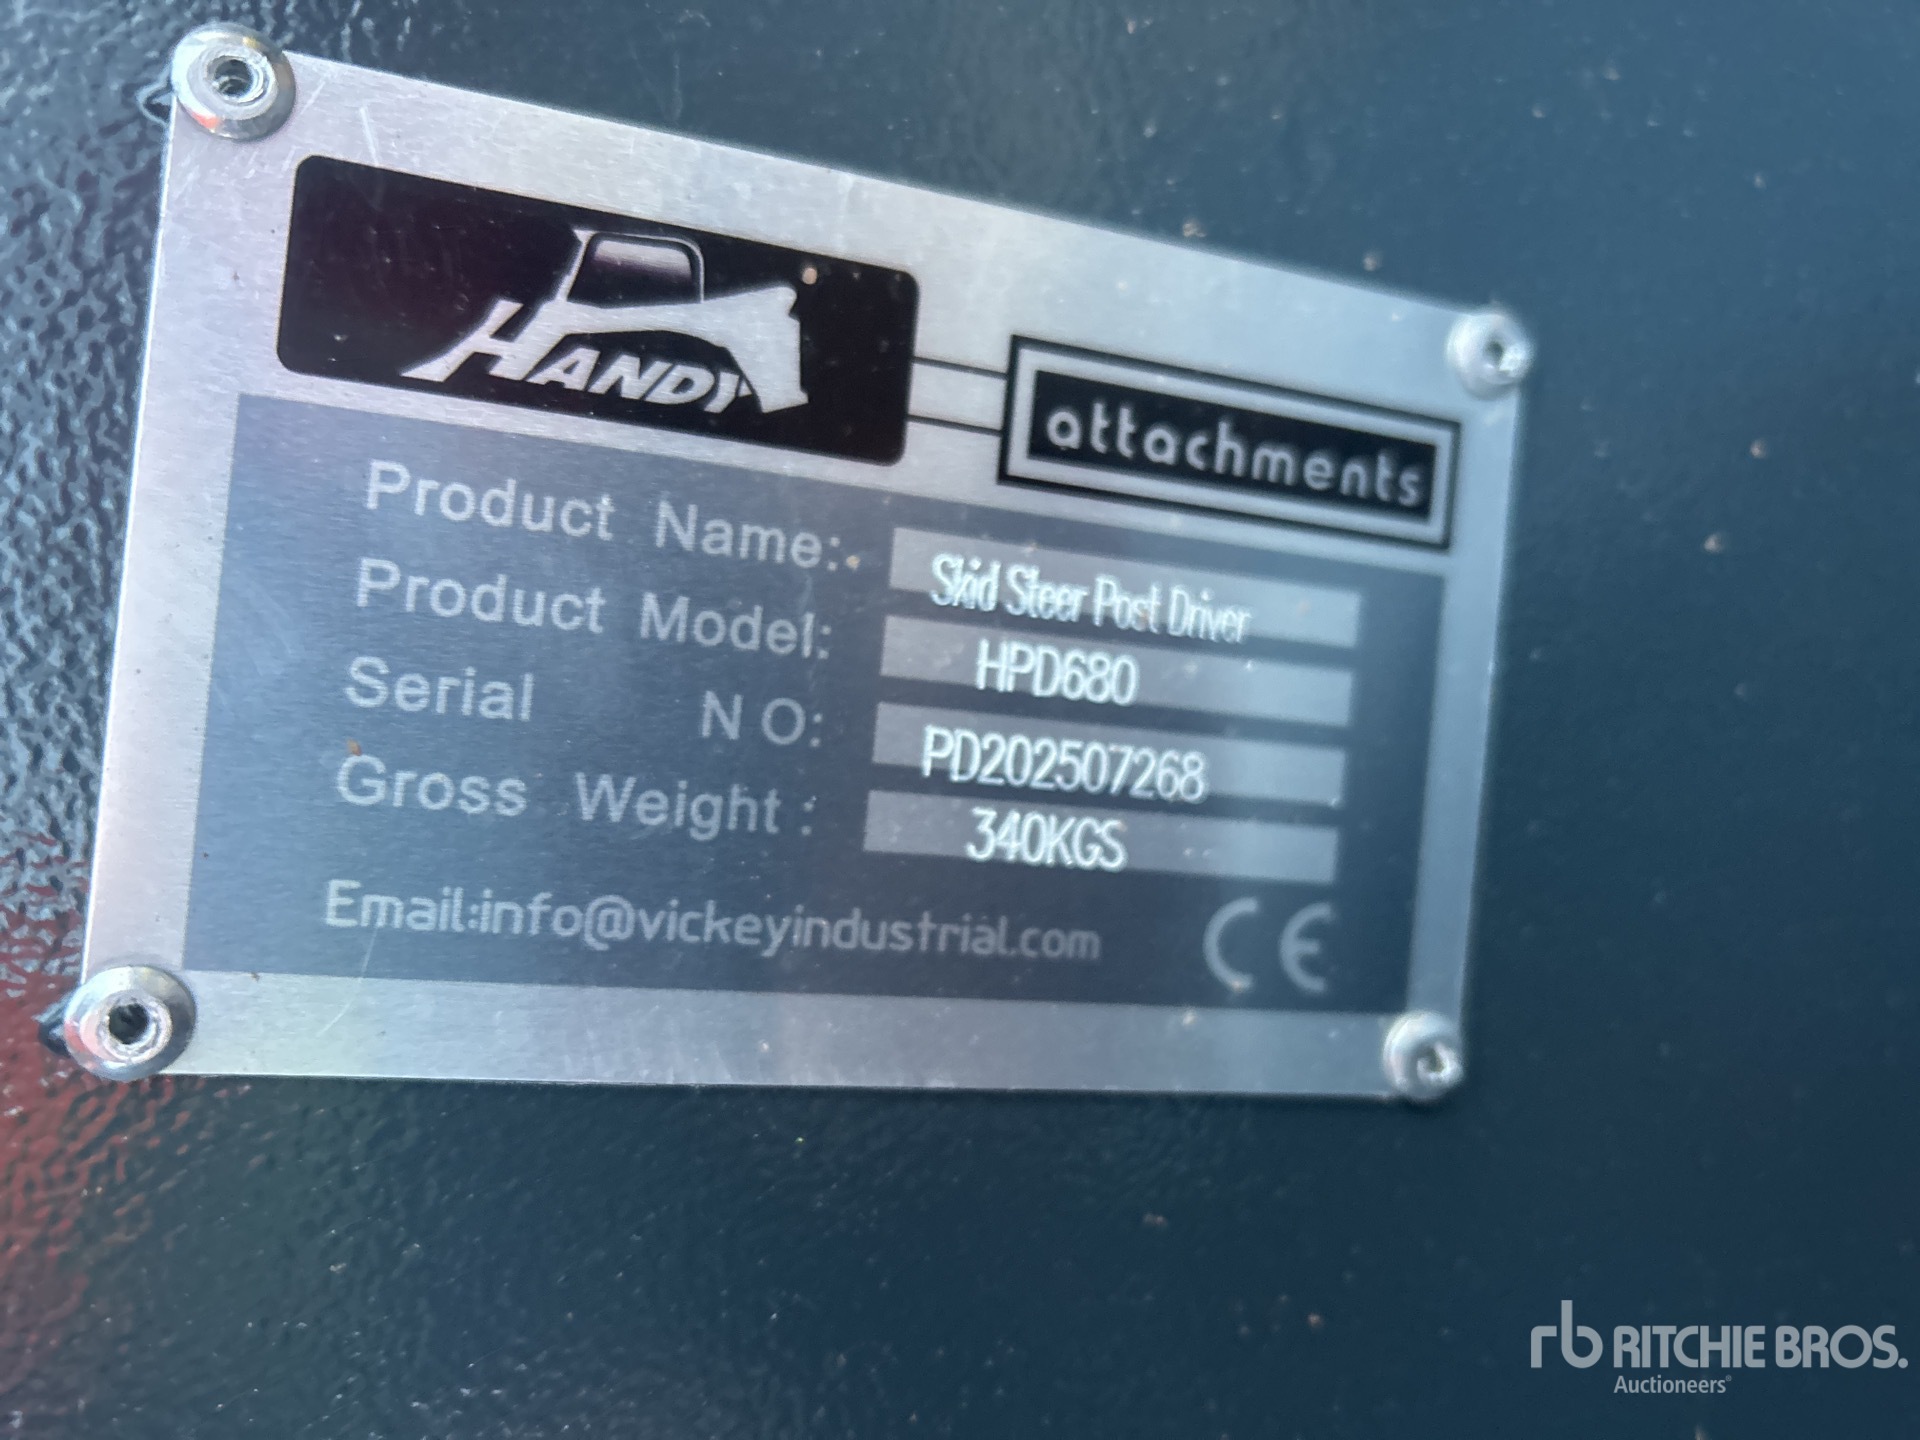 HANDY
attachments
Product Name: Skid Steer Post Driver
Product Model: HPD680
Serial NO: PD202507268
Gross Weight: 340KGS
Email:info@vickeyindustrial.com CE
rb RITCHIE BROS.
Auctioneers®